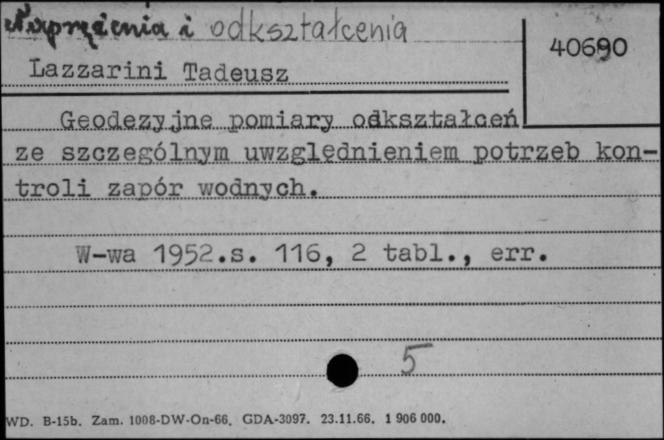 Naprężenia i odkształcenia
40690
Lazzarini Tadeusz
Geodezyjne pomiary odkształceń
ze szczególnym uwzględnieniem potrzeb kon-
troli zapór wodnych.
W-wa 1952.s. 116, 2 tabl., err.
5
WD. B-15b. Zam. 1008-DW-On-66. GDA-3097. 23.11.66. 1 906 000.